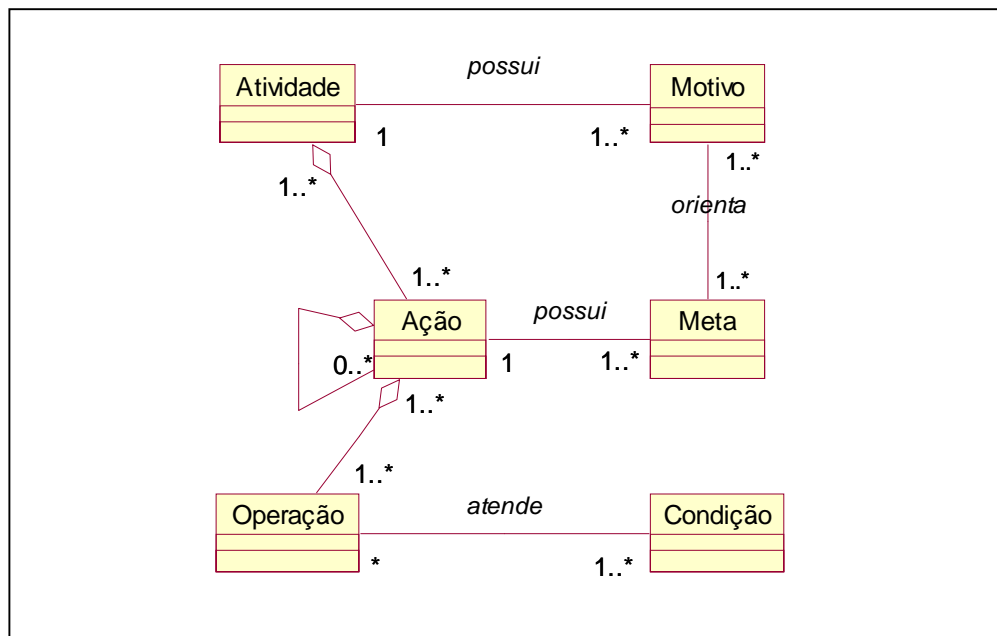 possui
Atividade
Motivo
1
1..*
1..*
1..*
orienta
1..*
1..*
possui
Ação
Meta
0..*
1
1..*
1..*
1..*
atende
Operação
Condição
*
1..*